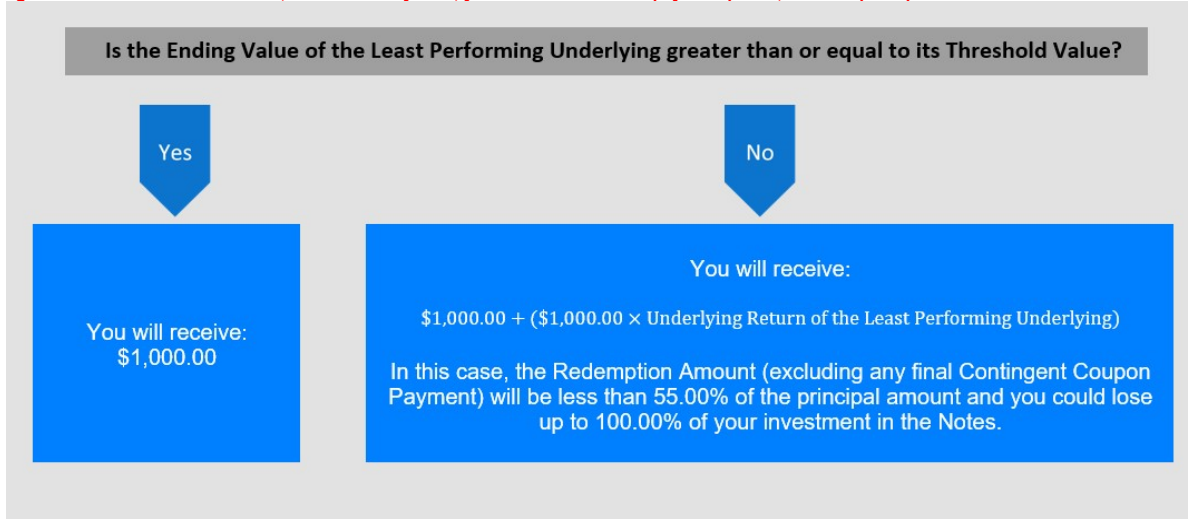 Is the Ending Value of the Least Performing Underlying greater than or equal to its Threshold Value?
Yes
No
You will receive:
$1,000.00
You will receive:
$1,000.00 + ($1,000.00 × Underlying Return of the Least Performing Underlying)
In this case, the Redemption Amount (excluding any final Contingent Coupon
Payment) will be less than 55.00% of the principal amount and you could lose
up to 100.00% of your investment in the Notes.